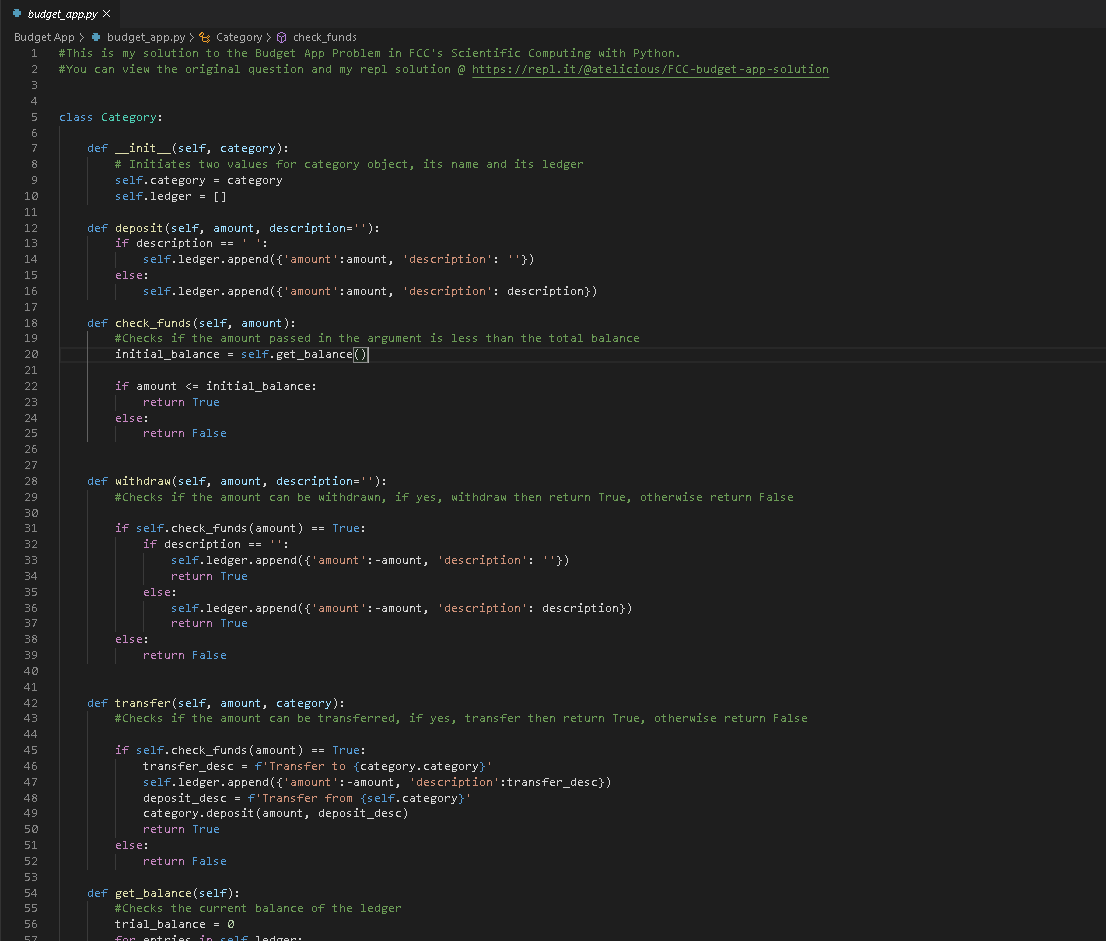 budget_app.py ×
Budget App > budget_app.py > Category > check_funds
1 #This is my solution to the Budget App Problem in FCC's Scientific Computing with Python.
2 #You can view the original question and my repl solution @ https://repl.it/@atelicious/FCC-budget-app-solution
3
4
5 class Category:
6
7     def __init__(self, category):
8         # Initiates two values for category object, its name and its ledger
9         self.category = category
10         self.ledger = []
11
12     def deposit(self, amount, description=''):
13         if description == ' ':
14             self.ledger.append({'amount':amount, 'description': ''})
15         else:
16             self.ledger.append({'amount':amount, 'description': description})
17
18     def check_funds(self, amount):
19         #Checks if the amount passed in the argument is less than the total balance
20         initial_balance = self.get_balance()
21
22         if amount <= initial_balance:
23             return True
24         else:
25             return False
26
27
28     def withdraw(self, amount, description=''):
29         #Checks if the amount can be withdrawn, if yes, withdraw then return True, otherwise return False
30
31         if self.check_funds(amount) == True:
32             if description == '':
33                 self.ledger.append({'amount':-amount, 'description': ''})
34                 return True
35             else:
36                 self.ledger.append({'amount':-amount, 'description': description})
37                 return True
38         else:
39             return False
40
41
42     def transfer(self, amount, category):
43         #Checks if the amount can be transferred, if yes, transfer then return True, otherwise return False
44
45         if self.check_funds(amount) == True:
46             transfer_desc = f'Transfer to {category.category}'
47             self.ledger.append({'amount':-amount, 'description':transfer_desc})
48             deposit_desc = f'Transfer from {self.category}'
49             category.deposit(amount, deposit_desc)
50             return True
51         else:
52             return False
53
54     def get_balance(self):
55         #Checks the current balance of the ledger
56         trial_balance = 0
57         for entries in self.ledger: